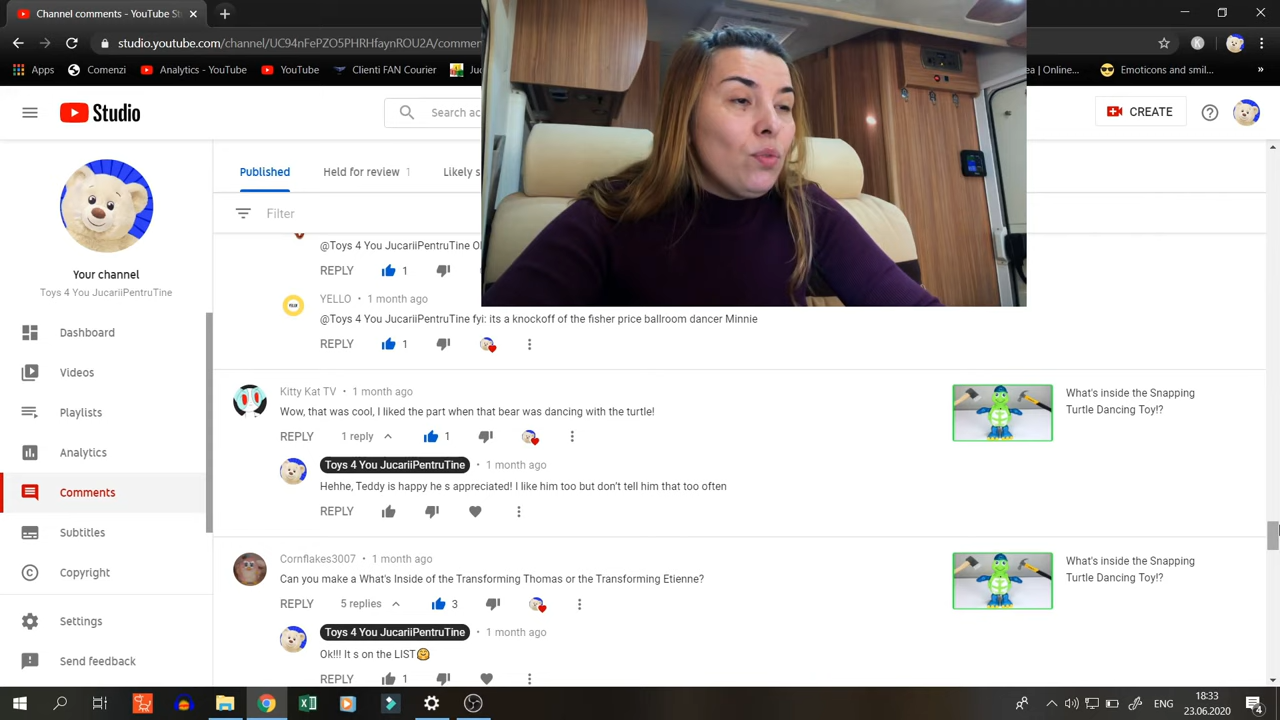 Channel comments - YouTube St
studio.youtube.com/channel/UC94nFePZO5PHRHfaynROU2A/comme
K
Apps
Comenzi
Analytics - YouTube
YouTube
Clienti FAN Courier
Juc
ea | Online...
Emoticons and smil...
»
Studio
Search ac
CREATE
Your channel
Toys 4 You JucariiPentruTine
Dashboard
Videos
Playlists
Analytics
Comments
Subtitles
Copyright
Settings
Send feedback
Published
Held for review 1
Likely s
Filter
@Toys 4 You JucariiPentruTine O
REPLY 1
YELLO • 1 month ago
@Toys 4 You JucariiPentruTine fyi: its a knockoff of the fisher price ballroom dancer Minnie
REPLY 1
Kitty Kat TV • 1 month ago
Wow, that was cool, I liked the part when that bear was dancing with the turtle!
REPLY 1 reply 1
What's inside the Snapping
Turtle Dancing Toy!?
Toys 4 You JucariiPentruTine • 1 month ago
Hehhe, Teddy is happy he s appreciated! I like him too but don't tell him that too often
REPLY
Cornflakes3007 • 1 month ago
Can you make a What's Inside of the Transforming Thomas or the Transforming Etienne?
REPLY 5 replies 3
What's inside the Snapping
Turtle Dancing Toy!?
Toys 4 You JucariiPentruTine • 1 month ago
Ok!!! It s on the LIST🤗
REPLY 1
ENG
18:33
23.06.2020
4